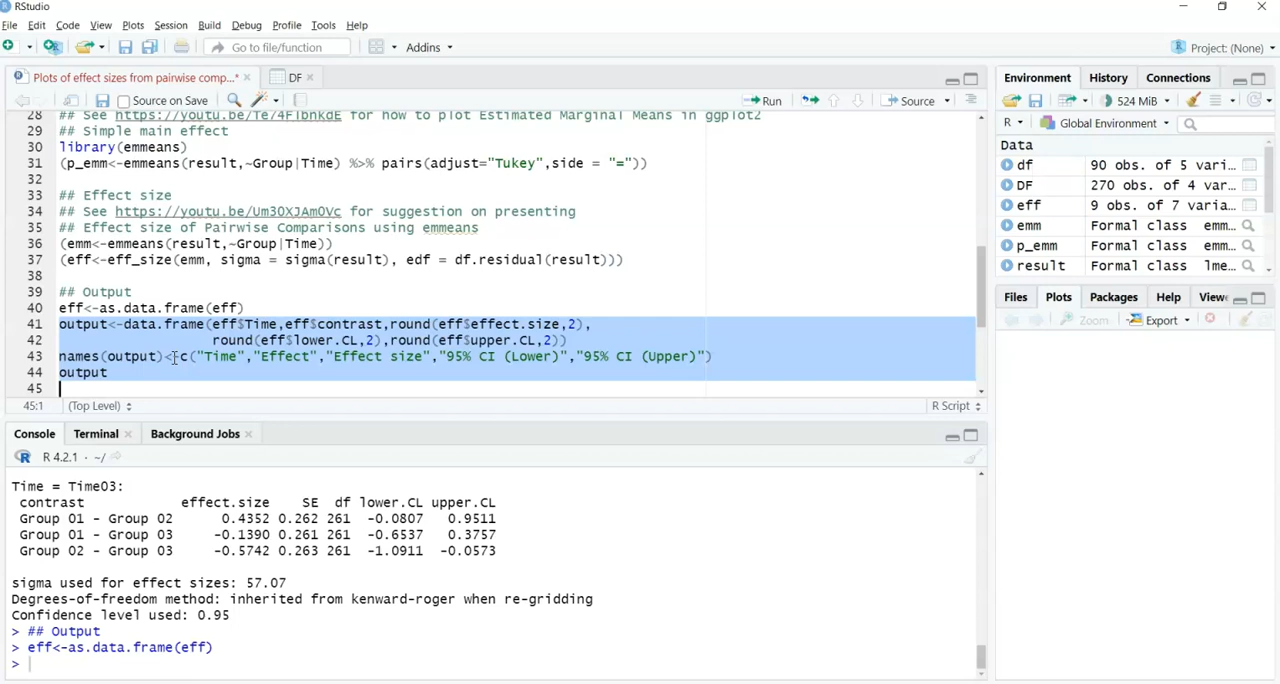 RStudio
File Edit Code View Plots Session Build Debug Profile Tools Help
Go to file/function Addins Project: (None)
Plots of effect sizes from pairwise comp...* DF
Source on Save Run Source
28 ## See https://youtu.be/Te74FTbnkdE for how to plot Estimated Marginal Means in ggplot2
29 ## Simple main effect
30 library(emmeans)
31 (p_emm<-emmeans(result,~Group|Time) %>% pairs(adjust="Tukey",side = "="))
32
33 ## Effect size
34 ## See https://youtu.be/Um3OXJAmOVc for suggestion on presenting
35 ## Effect size of Pairwise Comparisons using emmeans
36 (emm<-emmeans(result,~Group|Time))
37 (eff<-eff_size(emm, sigma = sigma(result), edf = df.residual(result)))
38
39 ## Output
40 eff<-as.data.frame(eff)
41 output<-data.frame(eff$Time,eff$contrast,round(eff$effect.size,2),
42 round(eff$lower.CL,2),round(eff$upper.CL,2))
43 names(output)<-c("Time","Effect","Effect size","95% CI (Lower)","95% CI (Upper)")
44 output
45
45:1 (Top Level) R Script
Console Terminal Background Jobs
R 4.2.1 · ~/
Time = Time03:
contrast effect.size SE df lower.CL upper.CL
Group 01 - Group 02 0.4352 0.262 261 -0.0807 0.9511
Group 01 - Group 03 -0.1390 0.261 261 -0.6537 0.3757
Group 02 - Group 03 -0.5742 0.263 261 -1.0911 -0.0573
sigma used for effect sizes: 57.07
Degrees-of-freedom method: inherited from kenward-roger when re-gridding
Confidence level used: 0.95
> ## Output
> eff<-as.data.frame(eff)
>
Environment History Connections
524 MiB
R Global Environment
Data
df 90 obs. of 5 vari…
DF 270 obs. of 4 var…
eff 9 obs. of 7 varia…
emm Formal class emm…
p_emm Formal class emm…
result Formal class lme…
Files Plots Packages Help View
Zoom Export